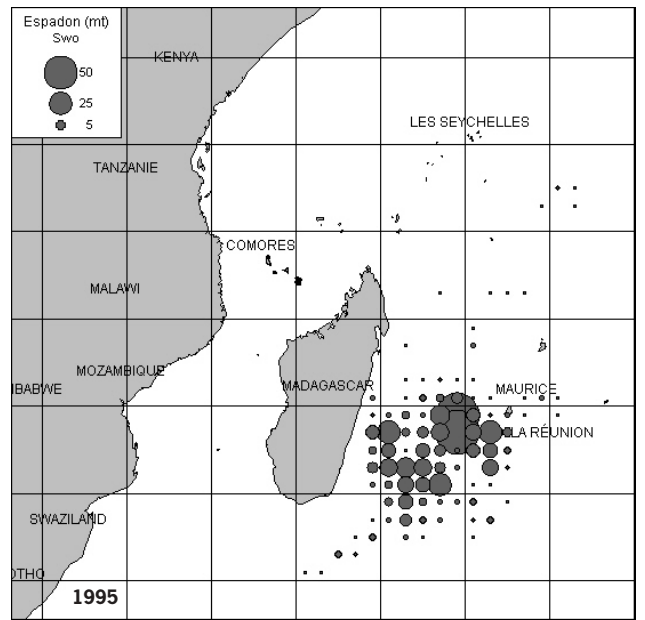 Espadon (mt)
Swo
50
25
5
KENYA
LES SEYCHELLES
TANZANIE
COMORES
MALAWI
MOZAMBIQUE
IBABWE
MADAGASCAR
MAURICE
LA RÉUNION
SWAZILAND
OTHO
1995